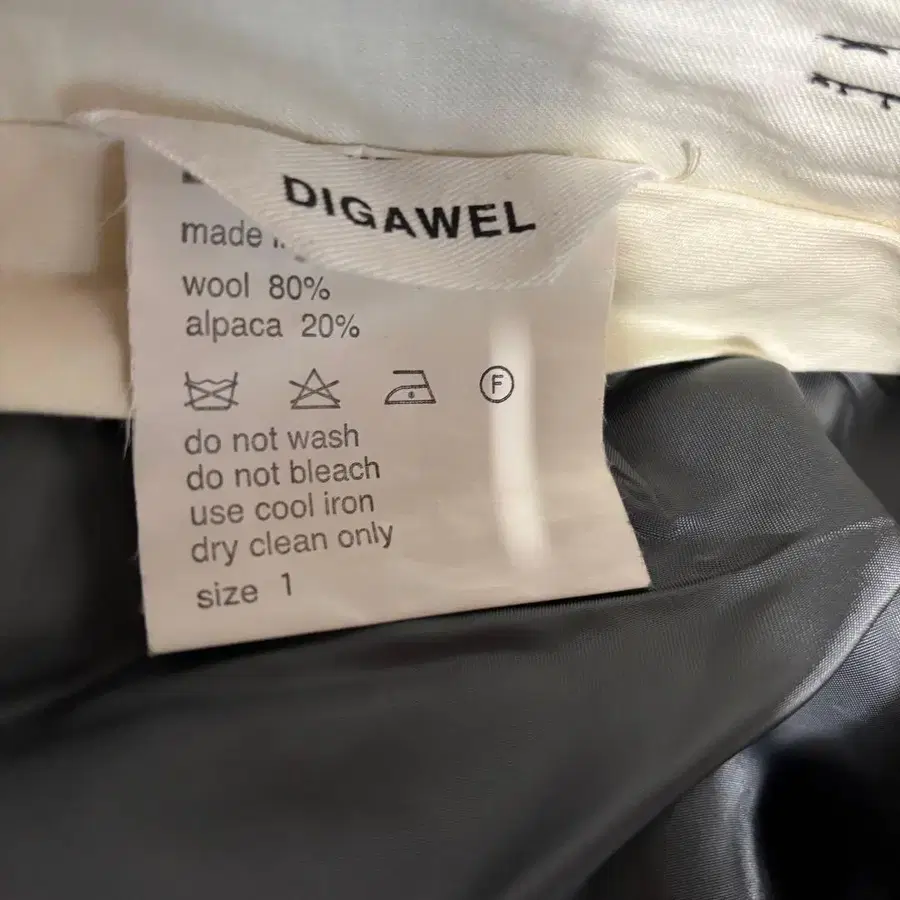 DIGAWEL
made
wool 80%
alpaca 20%
F
do not wash
do not bleach
use cool iron
dry clean only
size 1